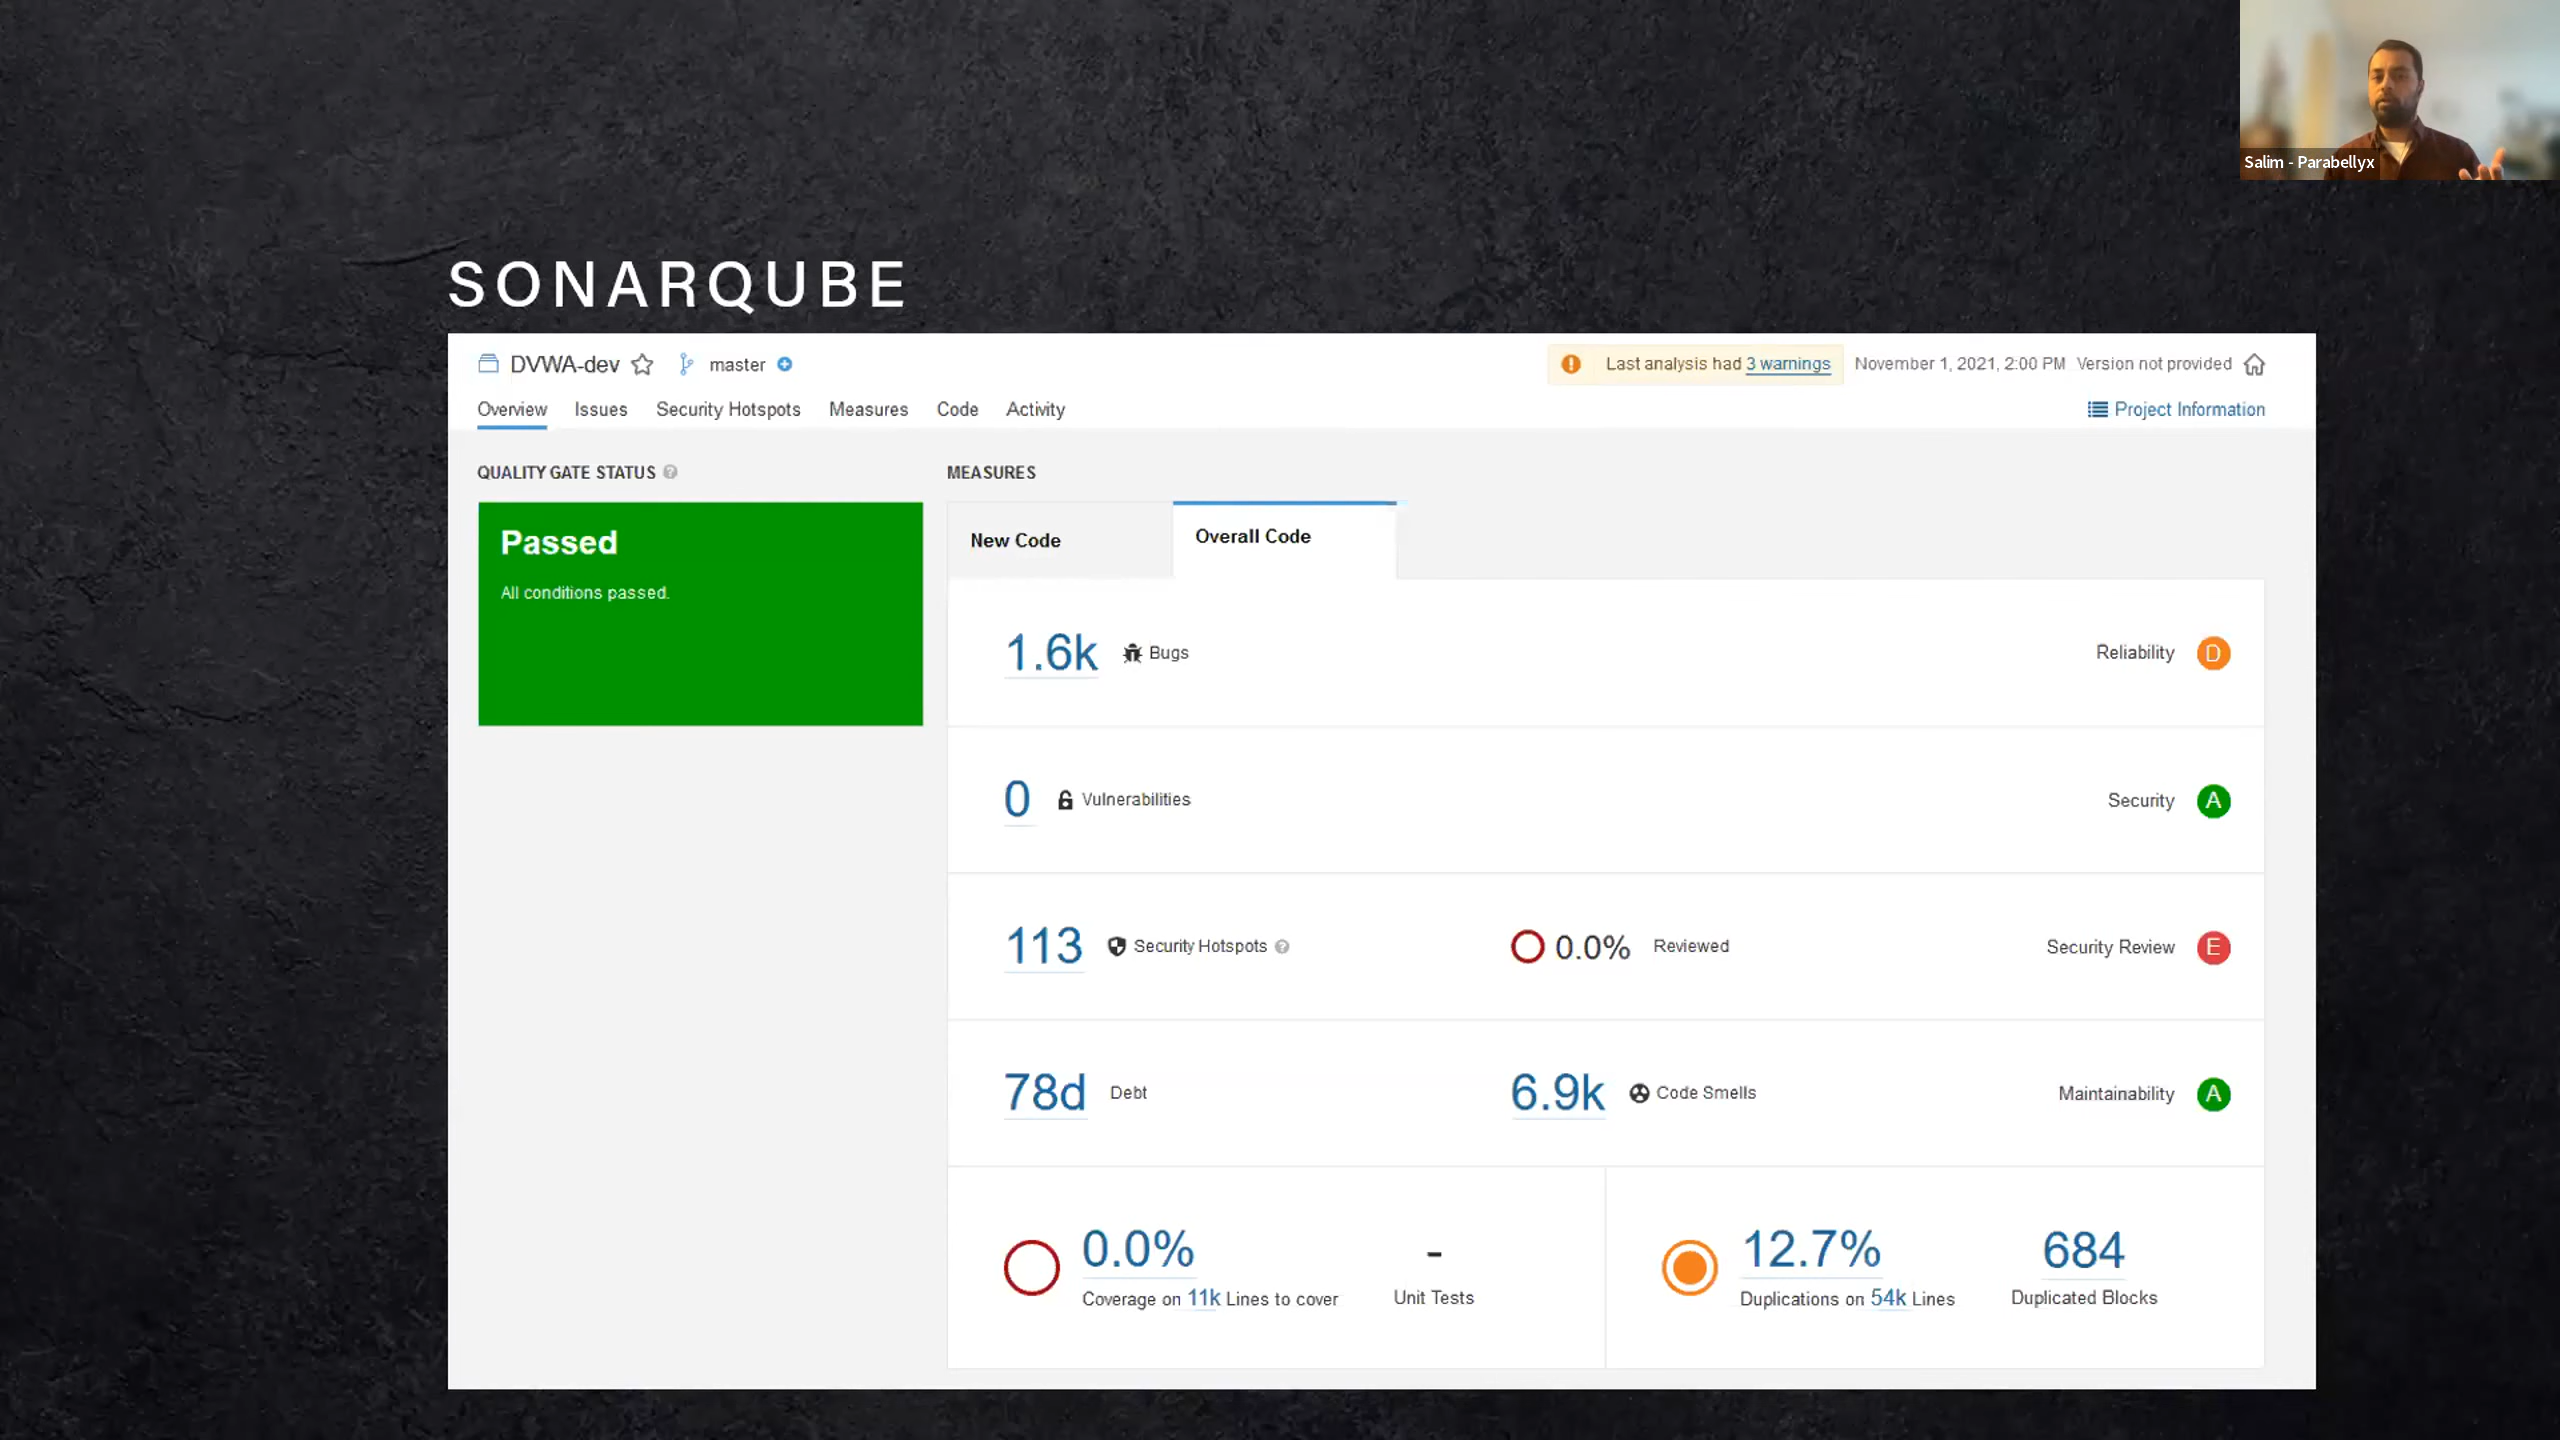 Salim - Parabellyx
SONARQUBE
DVWA-dev master
Last analysis had 3 warnings November 1, 2021, 2:00 PM Version not provided
Overview Issues Security Hotspots Measures Code Activity
Project Information
QUALITY GATE STATUS
MEASURES
Passed
All conditions passed.
New Code
Overall Code
1.6k Bugs Reliability D
0 Vulnerabilities Security A
113 Security Hotspots 0.0% Reviewed Security Review E
78d Debt 6.9k Code Smells Maintainability A
0.0% - 12.7% 684
Coverage on 11k Lines to cover Unit Tests Duplications on 54k Lines Duplicated Blocks